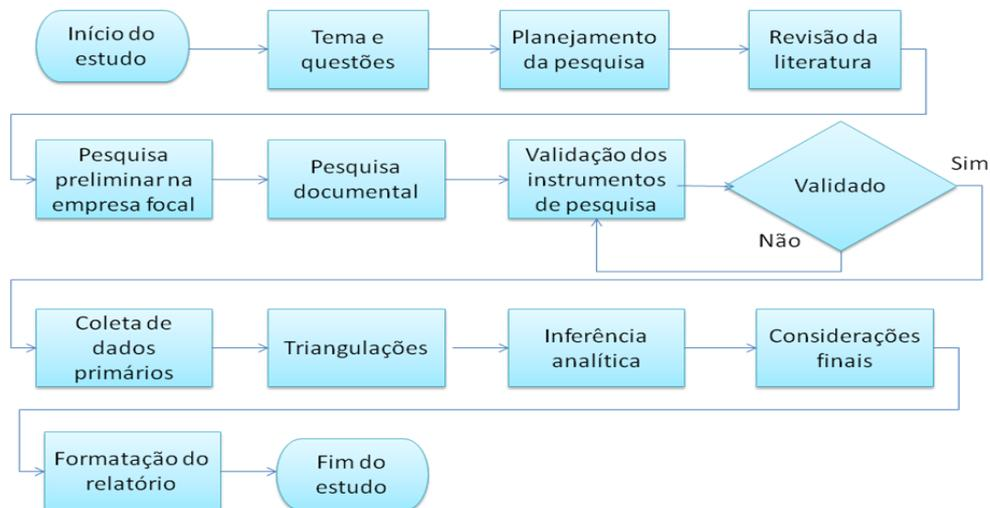 Início do
estudo
Tema e
questões
Planejamento
da pesquisa
Revisão da
literatura
Pesquisa
preliminar na
empresa focal
Pesquisa
documental
Validação dos
instrumentos
de pesquisa
Validado
Sim
Não
Coleta de
dados
primários
Triangulações
Inferência
analítica
Considerações
finais
Formatação do
relatório
Fim do
estudo